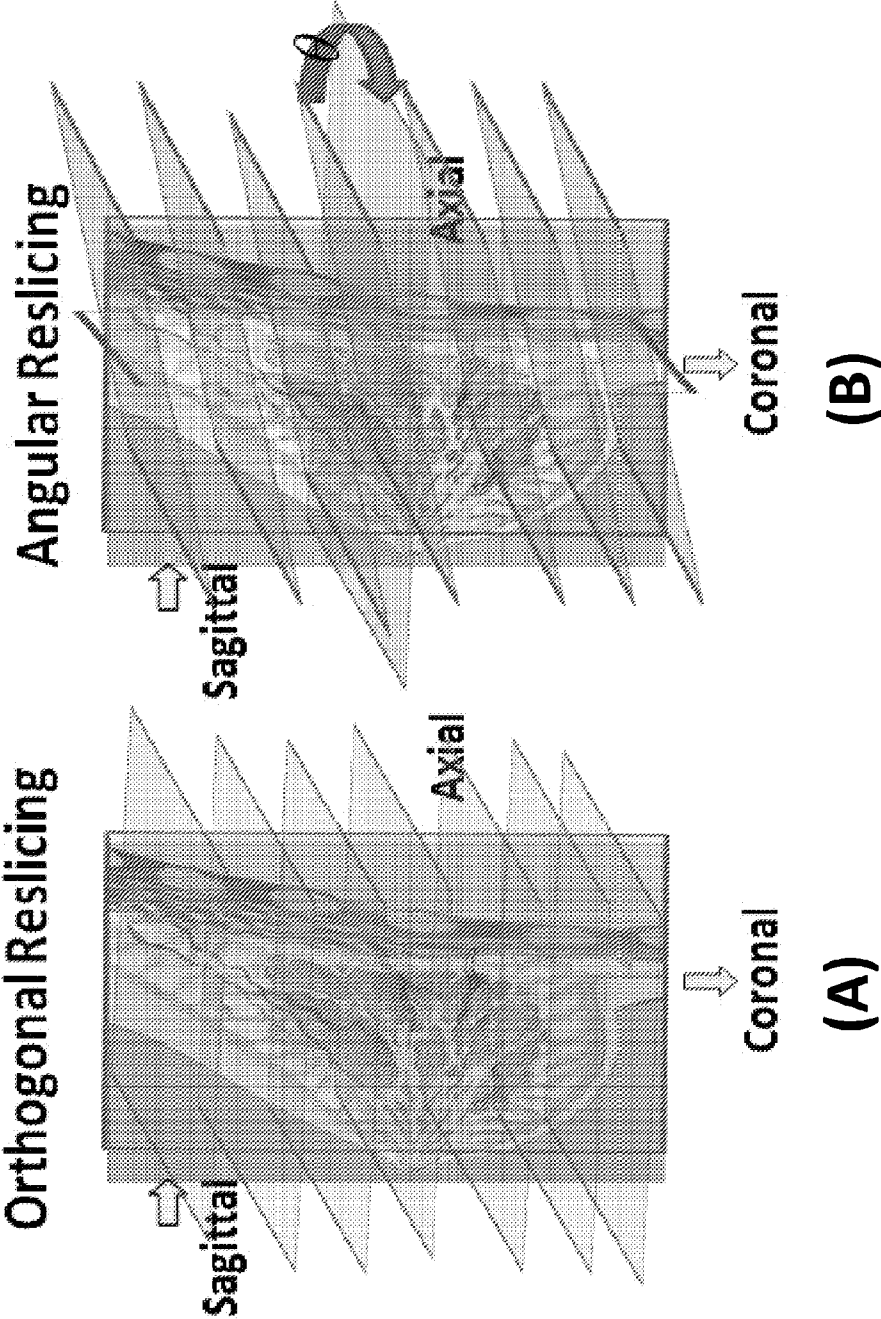 Orthogonal Reslicing
Sagittal
Axial
Coronal
(A)
Angular Reslicing
Sagittal
Axial
Coronal
(B)